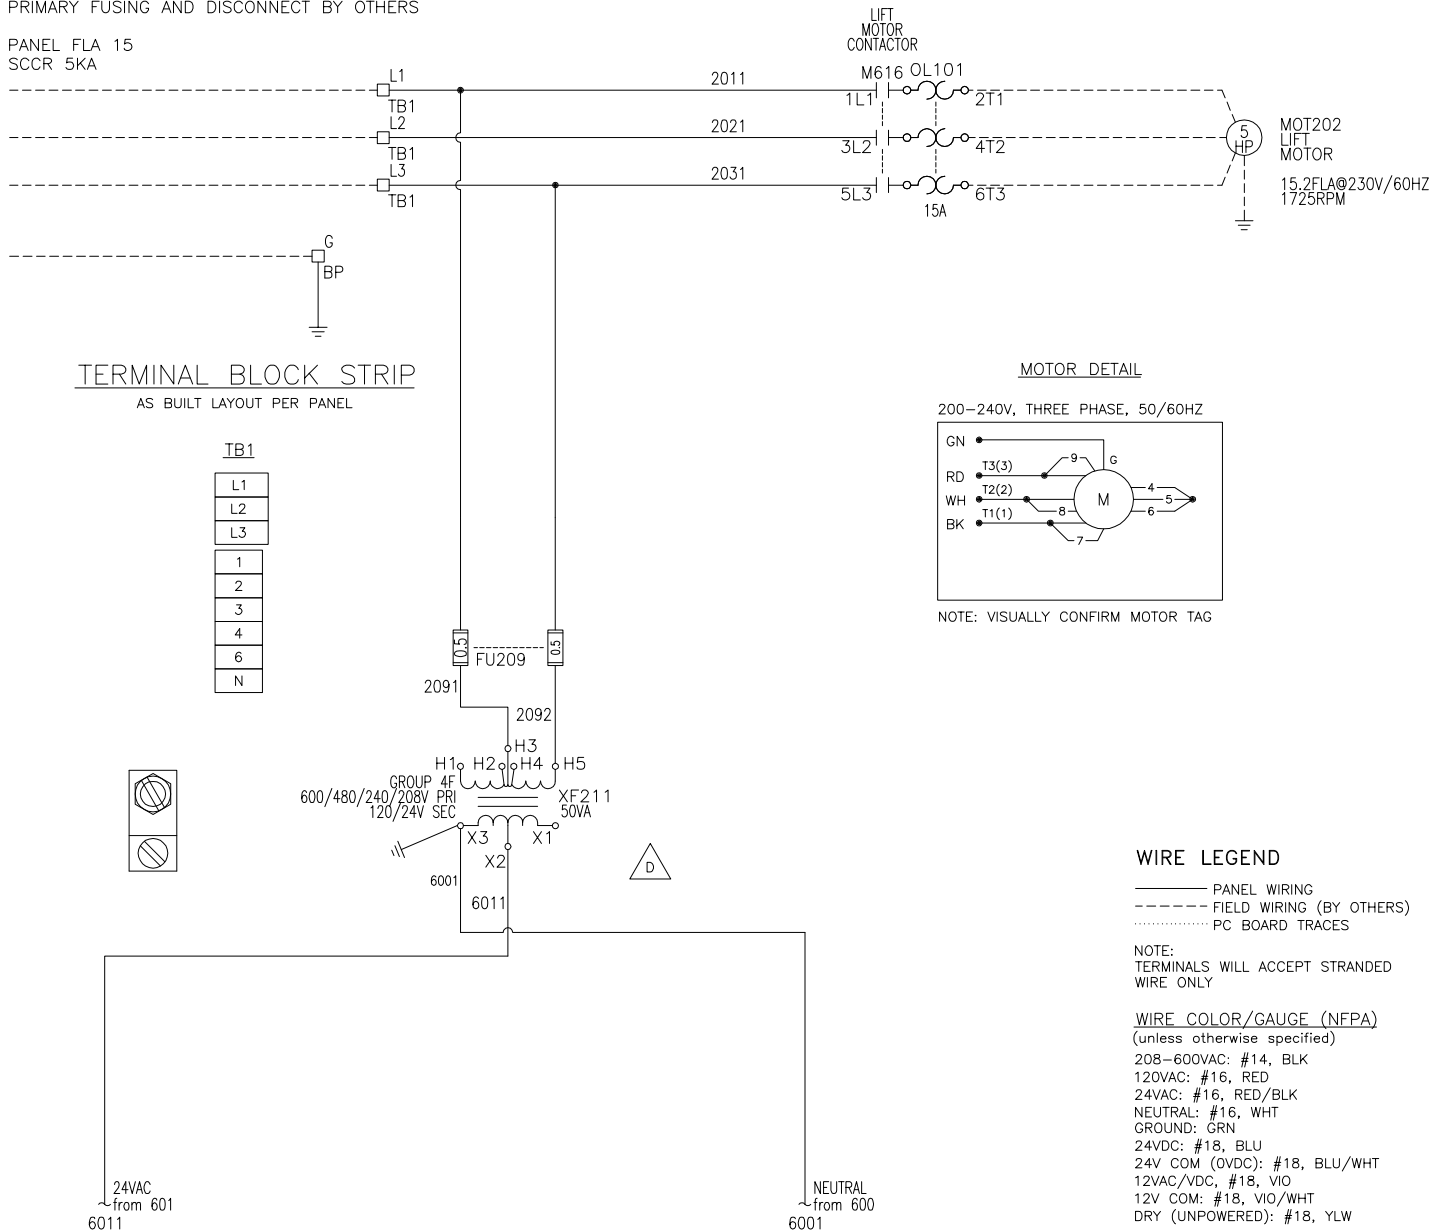 PRIMARY FUSING AND DISCONNECT BY OTHERS
PANEL FLA 15
SCCR 5KA
LIFT
MOTOR
CONTACTOR
L1
TB1
2011
M616
OL101
1L1
2T1
L2
TB1
2021
3L2
4T2
L3
TB1
2031
5L3
6T3
15A
5
HP
MOT202
LIFT
MOTOR
15.2FLA@230V/60HZ
1725RPM
G
BP
TERMINAL BLOCK STRIP
AS BUILT LAYOUT PER PANEL
TB1
L1
L2
L3
1
2
3
4
6
N
MOTOR DETAIL
200-240V, THREE PHASE, 50/60HZ
GN
RD
WH
BK
T3(3)
T2(2)
T1(1)
9
G
8
7
M
4
5
6
NOTE: VISUALLY CONFIRM MOTOR TAG
0.5
FU209
0.5
2091
2092
H3
H1
H2
H4
H5
GROUP 4F
600/480/240/208V PRI
120/24V SEC
XF211
50VA
X3
X1
X2
6001
6011
D
24VAC
from 601
6011
NEUTRAL
from 600
6001
WIRE LEGEND
PANEL WIRING
FIELD WIRING (BY OTHERS)
PC BOARD TRACES
NOTE:
TERMINALS WILL ACCEPT STRANDED
WIRE ONLY
WIRE COLOR/GAUGE (NFPA)
(unless otherwise specified)
208-600VAC: #14, BLK
120VAC: #16, RED
24VAC: #16, RED/BLK
NEUTRAL: #16, WHT
GROUND: GRN
24VDC: #18, BLU
24V COM (0VDC): #18, BLU/WHT
12VAC/VDC, #18, VIO
12V COM: #18, VIO/WHT
DRY (UNPOWERED): #18, YLW